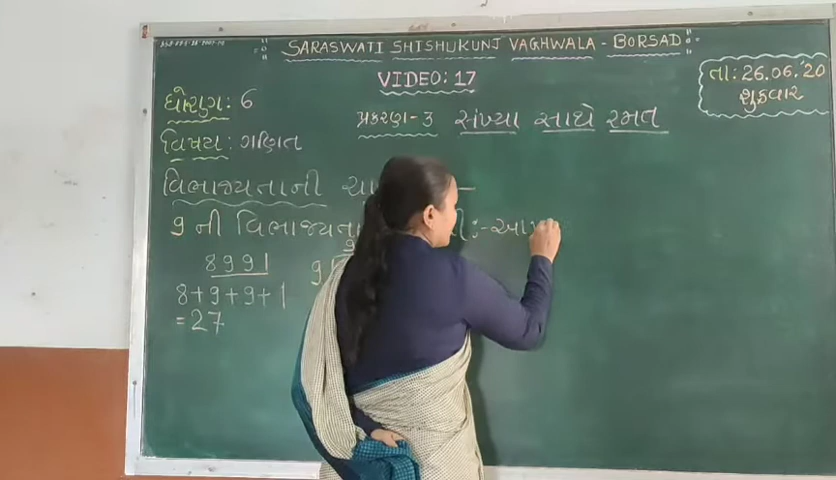 SARASWATI SHISHUKUNJ VAGHWALA - BORSAD
VIDEO: 17
તા: 26.06.'20
શુક્રવાર
ધોરણ: 6
પ્રકરણ-3 સંખ્યા સાથે રમત
વિષય: ગણિત
વિભાજ્યતાની
9 ની :-
8991
8+9+9+1
=27